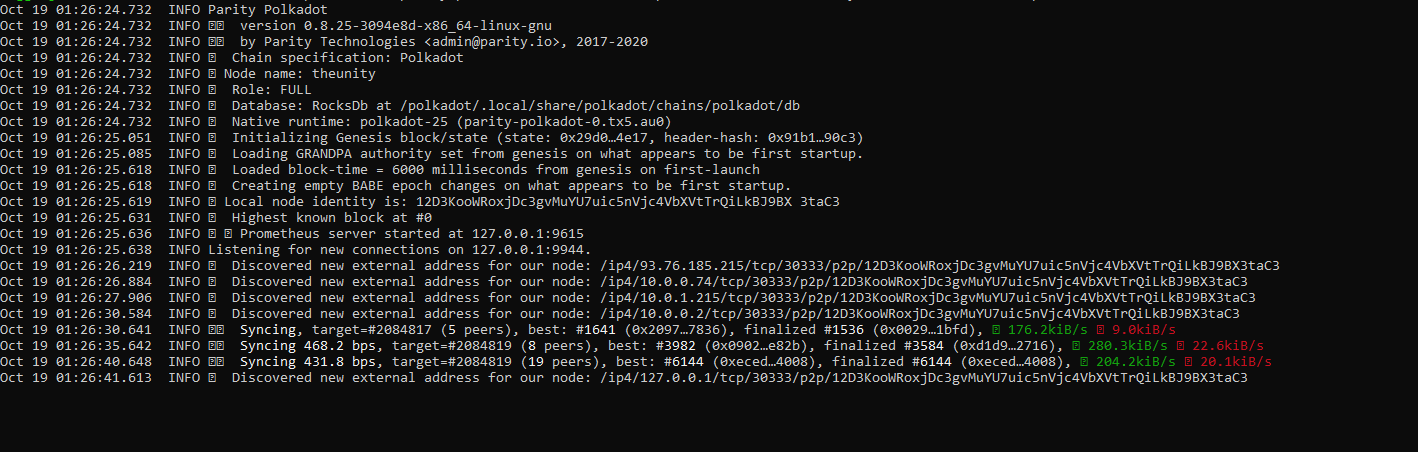 Oct 19 01:26:24.732 INFO Parity Polkadot
Oct 19 01:26:24.732 INFO version 0.8.25-3094e8d-x86_64-linux-gnu
Oct 19 01:26:24.732 INFO by Parity Technologies <admin@parity.io>, 2017-2020
Oct 19 01:26:24.732 INFO Chain specification: Polkadot
Oct 19 01:26:24.732 INFO Node name: theunity
Oct 19 01:26:24.732 INFO Role: FULL
Oct 19 01:26:24.732 INFO Database: RocksDb at /polkadot/.local/share/polkadot/chains/polkadot/db
Oct 19 01:26:24.732 INFO Native runtime: polkadot-25 (parity-polkadot-0.tx5.au0)
Oct 19 01:26:25.051 INFO Initializing Genesis block/state (state: 0x29d0…4e17, header-hash: 0x91b1…90c3)
Oct 19 01:26:25.085 INFO Loading GRANDPA authority set from genesis on what appears to be first startup.
Oct 19 01:26:25.618 INFO Loaded block-time = 6000 milliseconds from genesis on first-launch
Oct 19 01:26:25.618 INFO Creating empty BABE epoch changes on what appears to be first startup.
Oct 19 01:26:25.619 INFO Local node identity is: 12D3KooWRoxjDc3gvMuYU7uic5nVjc4VbXVtTrQiLkBJ9BX 3taC3
Oct 19 01:26:25.631 INFO Highest known block at #0
Oct 19 01:26:25.636 INFO Prometheus server started at 127.0.0.1:9615
Oct 19 01:26:25.638 INFO Listening for new connections on 127.0.0.1:9944.
Oct 19 01:26:26.219 INFO Discovered new external address for our node: /ip4/93.76.185.215/tcp/30333/p2p/12D3KooWRoxjDc3gvMuYU7uic5nVjc4VbXVtTrQiLkBJ9BX3taC3
Oct 19 01:26:26.884 INFO Discovered new external address for our node: /ip4/10.0.0.74/tcp/30333/p2p/12D3KooWRoxjDc3gvMuYU7uic5nVjc4VbXVtTrQiLkBJ9BX3taC3
Oct 19 01:26:27.906 INFO Discovered new external address for our node: /ip4/10.0.1.215/tcp/30333/p2p/12D3KooWRoxjDc3gvMuYU7uic5nVjc4VbXVtTrQiLkBJ9BX3taC3
Oct 19 01:26:30.584 INFO Discovered new external address for our node: /ip4/10.0.0.2/tcp/30333/p2p/12D3KooWRoxjDc3gvMuYU7uic5nVjc4VbXVtTrQiLkBJ9BX3taC3
Oct 19 01:26:30.641 INFO Syncing, target=#2084817 (5 peers), best: #1641 (0x2097…7836), finalized #1536 (0x0029…1bfd), 176.2kiB/s 9.0kiB/s
Oct 19 01:26:35.642 INFO Syncing 468.2 bps, target=#2084819 (8 peers), best: #3982 (0x0902…e82b), finalized #3584 (0xd1d9…2716), 280.3kiB/s 22.6kiB/s
Oct 19 01:26:40.648 INFO Syncing 431.8 bps, target=#2084819 (19 peers), best: #6144 (0xeced…4008), finalized #6144 (0xeced…4008), 204.2kiB/s 20.1kiB/s
Oct 19 01:26:41.613 INFO Discovered new external address for our node: /ip4/127.0.0.1/tcp/30333/p2p/12D3KooWRoxjDc3gvMuYU7uic5nVjc4VbXVtTrQiLkBJ9BX3taC3